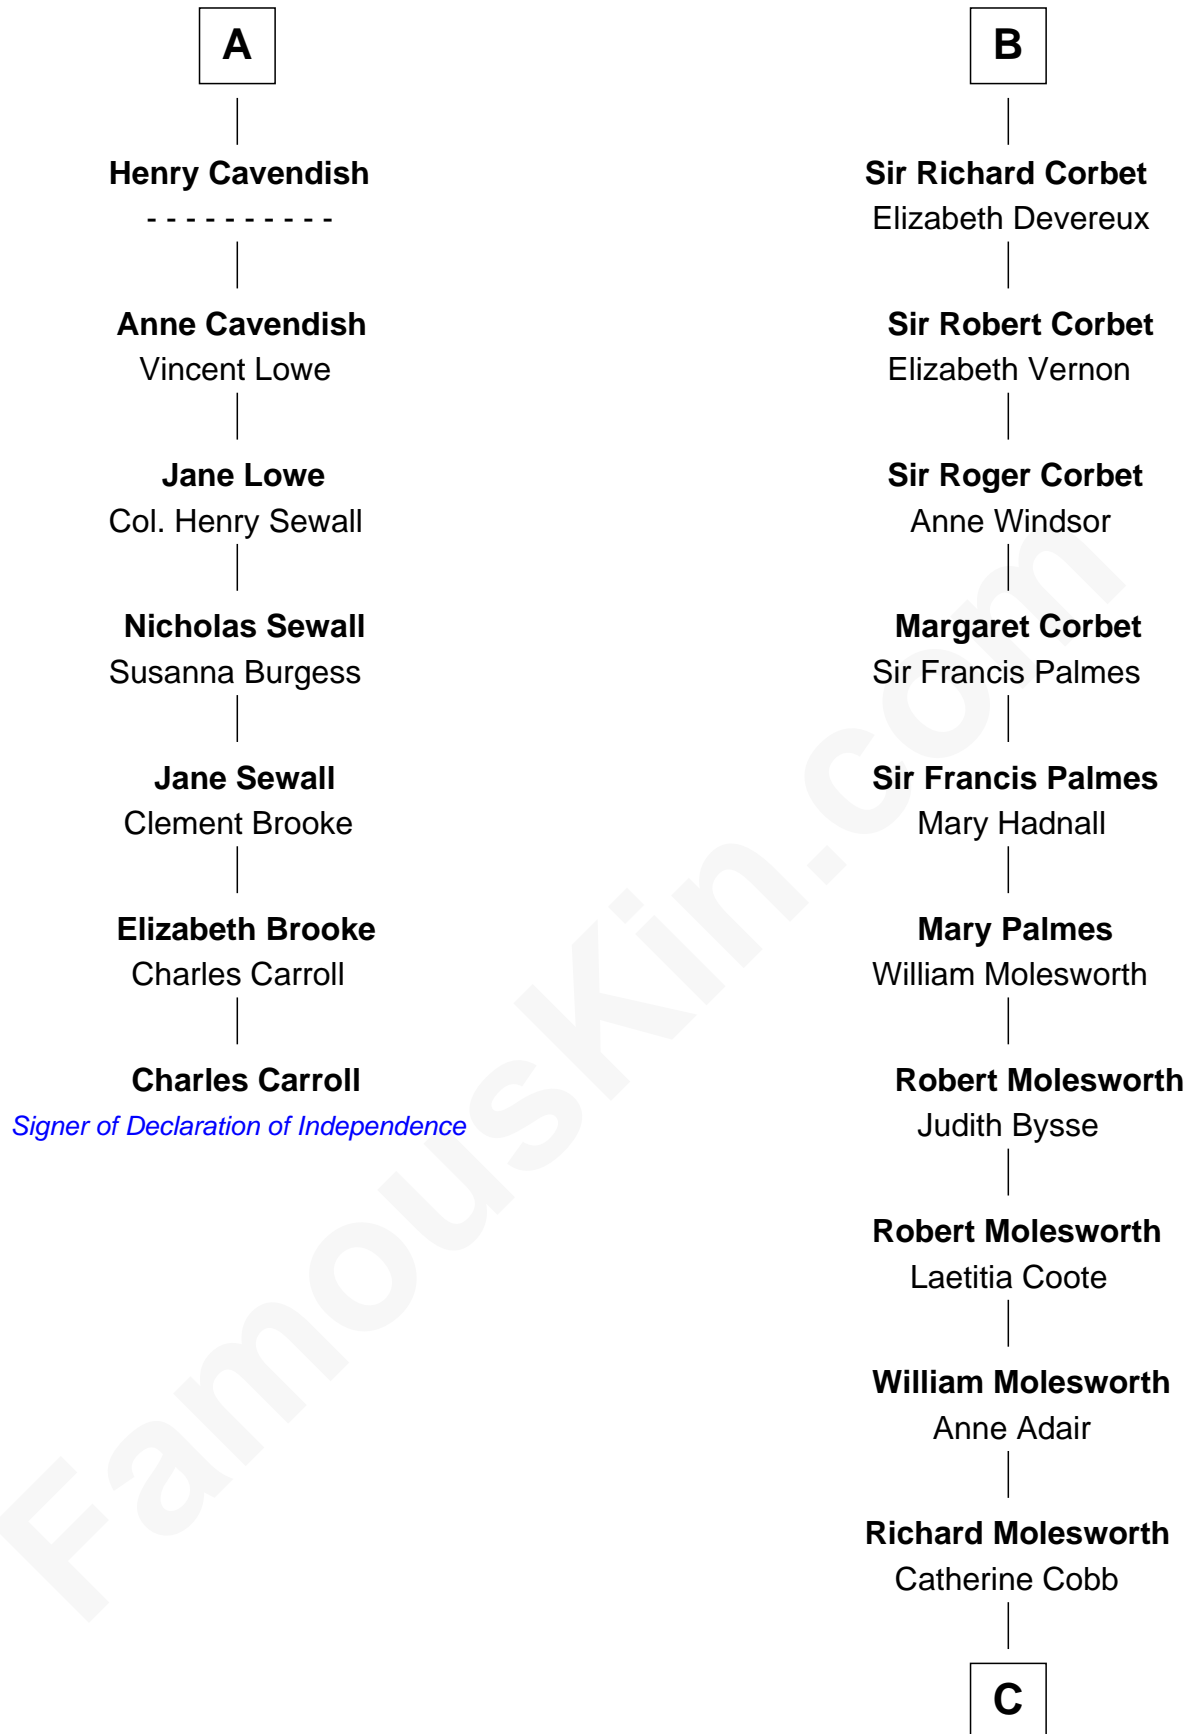 A
Henry Cavendish
- - - - - - - - - -
Anne Cavendish
Vincent Lowe
Jane Lowe
Col. Henry Sewall
Nicholas Sewall
Susanna Burgess
Jane Sewall
Clement Brooke
Elizabeth Brooke
Charles Carroll
Charles Carroll
Signer of Declaration of Independence
B
Sir Richard Corbet
Elizabeth Devereux
Sir Robert Corbet
Elizabeth Vernon
Sir Roger Corbet
Anne Windsor
Margaret Corbet
Sir Francis Palmes
Sir Francis Palmes
Mary Hadnall
Mary Palmes
William Molesworth
Robert Molesworth
Judith Bysse
Robert Molesworth
Laetitia Coote
William Molesworth
Anne Adair
Richard Molesworth
Catherine Cobb
C
FamousKin.com